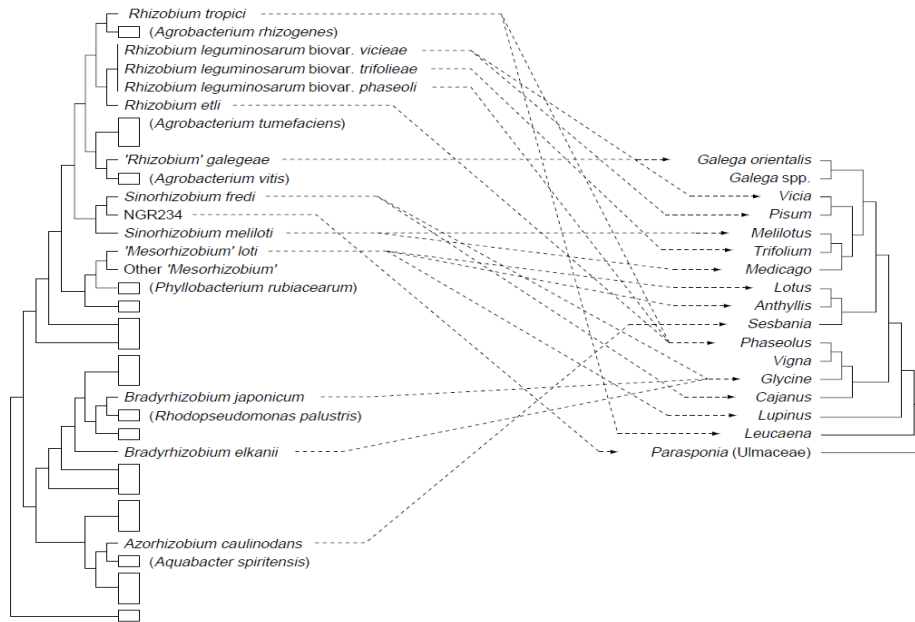 Rhizobium tropici
(Agrobacterium rhizogenes)
Rhizobium leguminosarum biovar. vicieae
Rhizobium leguminosarum biovar. trifolieae
Rhizobium leguminosarum biovar. phaseoli
Rhizobium etli
(Agrobacterium tumefaciens)
'Rhizobium' galegeae
(Agrobacterium vitis)
Sinorhizobium fredi
NGR234
Sinorhizobium meliloti
'Mesorhizobium' loti
Other 'Mesorhizobium'
(Phyllobacterium rubiacearum)
Bradyrhizobium japonicum
(Rhodopseudomonas palustris)
Bradyrhizobium elkanii
Azorhizobium caulinodans
(Aquabacter spiritensis)
Galega orientalis
Galega spp.
Vicia
Pisum
Melilotus
Trifolium
Medicago
Lotus
Anthyllis
Sesbania
Phaseolus
Vigna
Glycine
Cajanus
Lupinus
Leucaena
Parasponia (Ulmaceae)